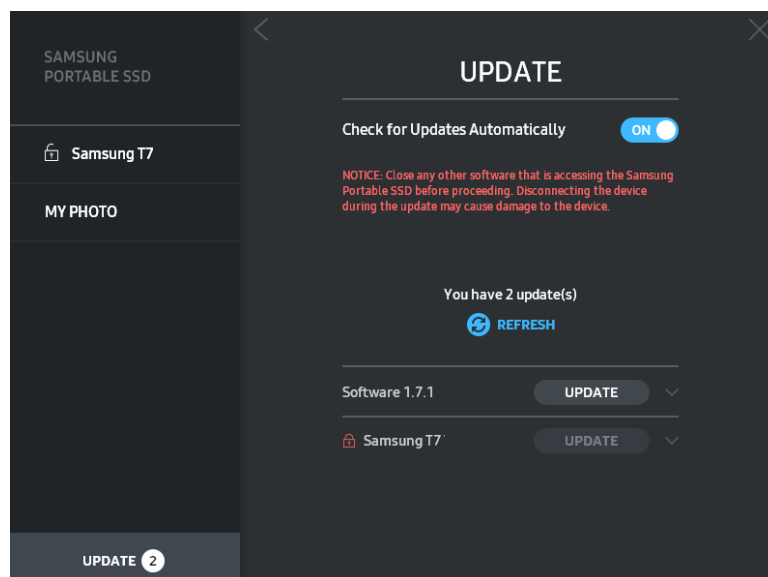 SAMSUNG
PORTABLE SSD
Samsung T7
MY PHOTO
UPDATE 2
UPDATE
Check for Updates Automatically ON
NOTICE: Close any other software that is accessing the Samsung
Portable SSD before proceeding. Disconnecting the device
during the update may cause damage to the device.
You have 2 update(s)
REFRESH
Software 1.7.1 UPDATE
Samsung T7 UPDATE